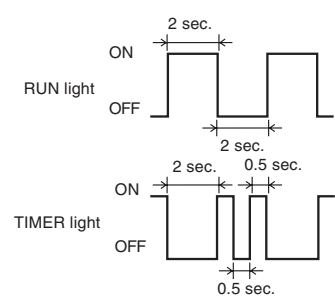 2 sec.
ON
RUN light
OFF
2 sec.
2 sec.
0.5 sec.
ON
TIMER light
OFF
0.5 sec.